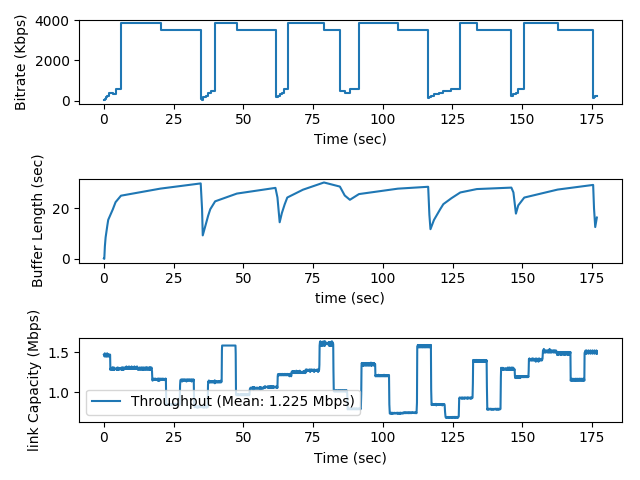 Bitrate (Kbps)
4000
2000
0
0 25 50 75 100 125 150 175
Time (sec)
Buffer Length (sec)
20
0
0 25 50 75 100 125 150 175
time (sec)
link Capacity (Mbps)
1.5
1.0
Throughput (Mean: 1.225 Mbps)
0 25 50 75 100 125 150 175
Time (sec)